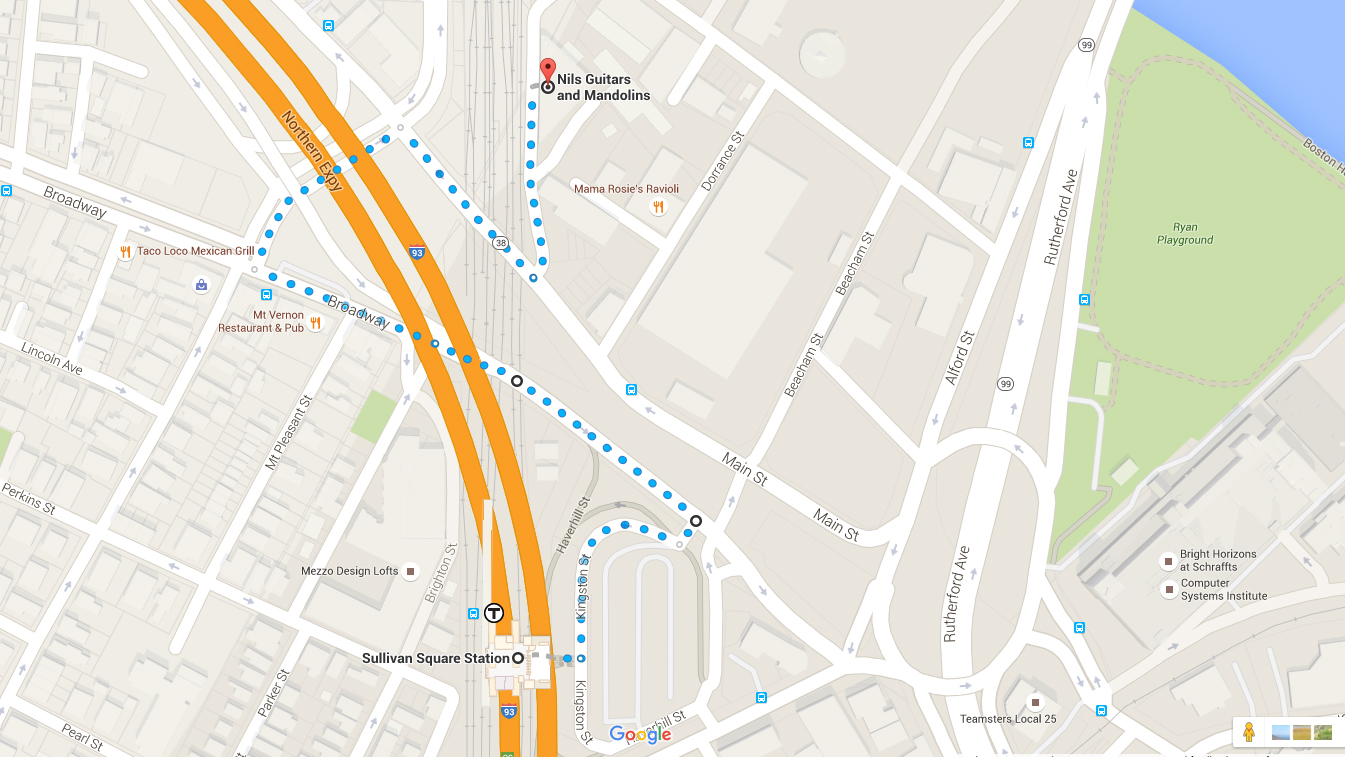 99
Nils Guitars
and Mandolins
Northern Expy
Dorrance St
Mama Rosie's Ravioli
Broadway
Rutherford Ave
Ryan
Playground
38
Taco Loco Mexican Grill
93
Beacham St
Mt Vernon
Restaurant & Pub
Broadway
Lincoln Ave
Beacham St
Alford St
99
Mt Pleasant St
Main St
Main St
Perkins St
Haverhill St
Mezzo Design Lofts
Brighton St
Kingston St
Bright Horizons
at Schraffts
Computer
Systems Institute
Rutherford Ave
T
Sullivan Square Station
Parker St
Kingston St
93
Teamsters Local 25
Pearl St
Google